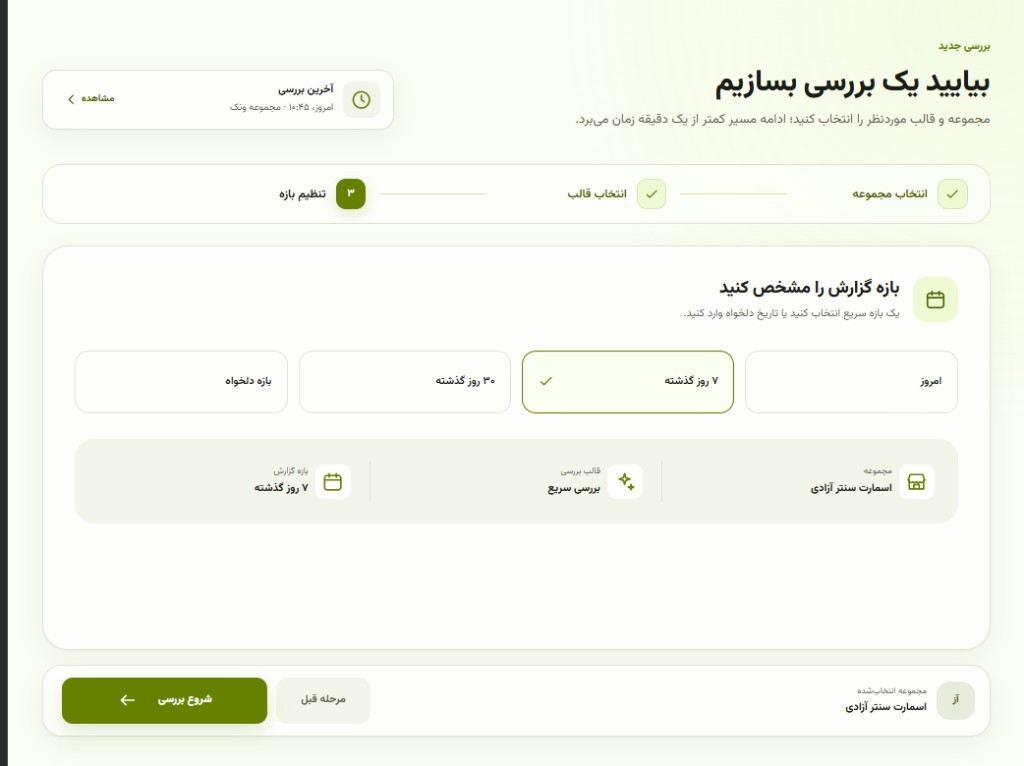 بررسی جدید
بیایید یک بررسی بسازیم
مجموعه و قالب موردنظر را انتخاب کنید؛ ادامه مسیر کمتر از یک دقیقه زمان می‌برد.
آخرین بررسی
امروز، ۱۰:۴۵ · مجموعه ونک
مشاهده
انتخاب مجموعه
انتخاب قالب
۳ تنظیم بازه
بازه گزارش را مشخص کنید
یک بازه سریع انتخاب کنید یا تاریخ دلخواه وارد کنید.
امروز
۷ روز گذشته
۳۰ روز گذشته
بازه دلخواه
مجموعه
اسمارت سنتر آزادی
قالب بررسی
بررسی سریع
بازه گزارش
۷ روز گذشته
آز
مجموعه انتخاب‌شده
اسمارت سنتر آزادی
مرحله قبل
شروع بررسی